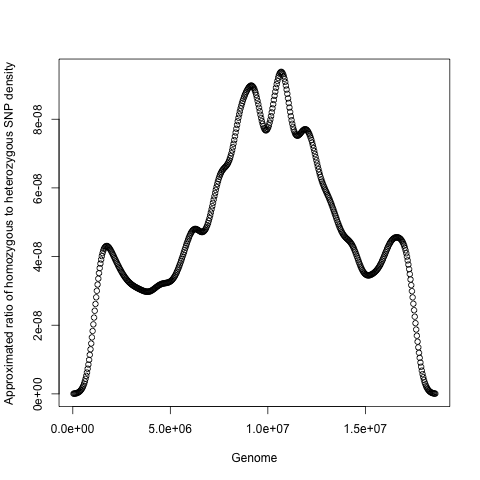 Approximated ratio of homozygous to heterozygous SNP density
8e-08
6e-08
4e-08
2e-08
0e+00
0.0e+00 5.0e+06 1.0e+07 1.5e+07
Genome